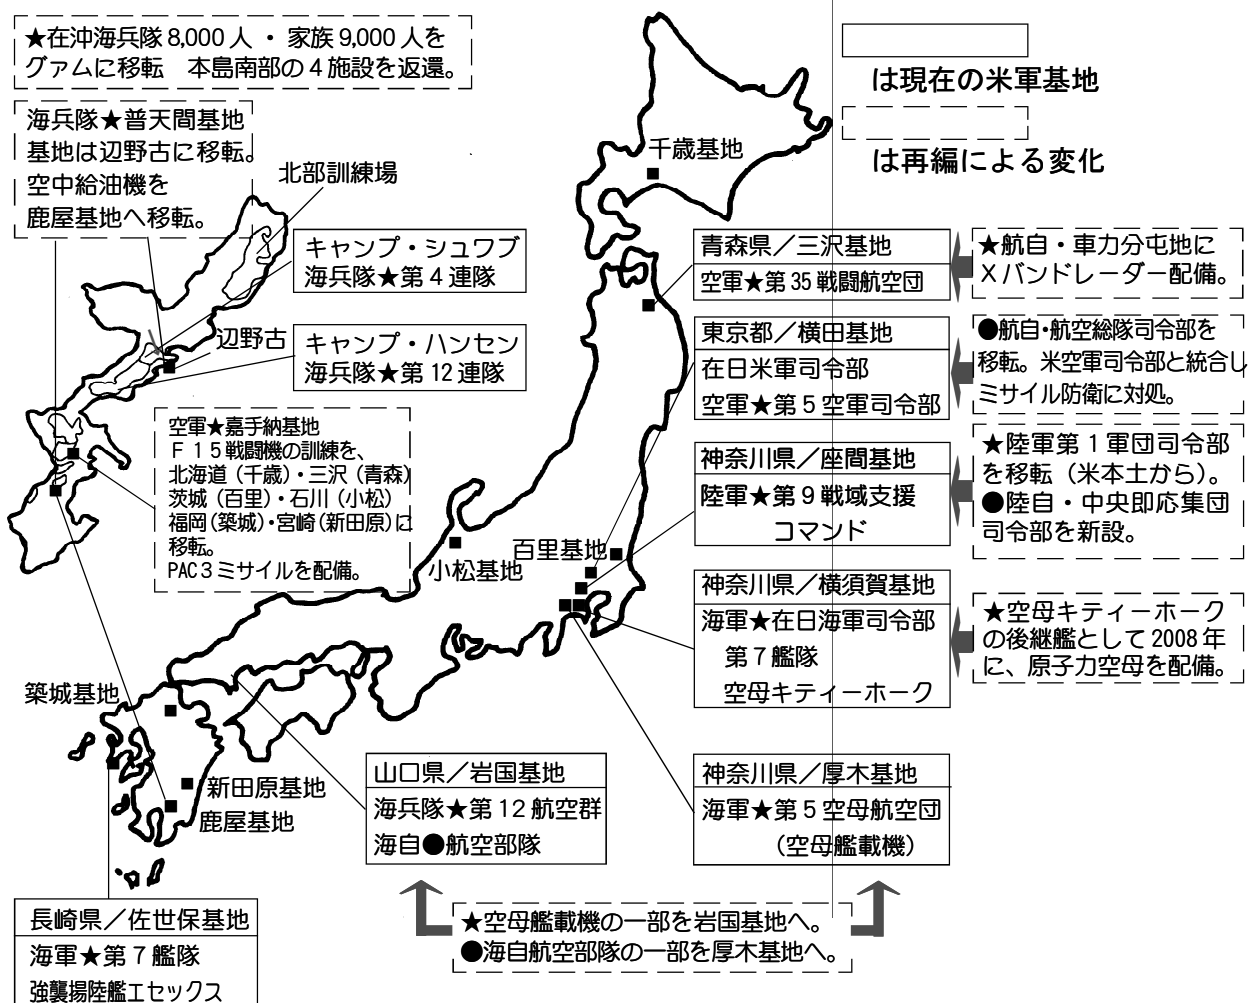 ★在沖海兵隊8,000人・家族9,000人を
グァムに移転　本島南部の4施設を返還。
は現在の米軍基地
は再編による変化
海兵隊★普天間基地
基地は辺野古に移転。
空中給油機を
鹿屋基地へ移転。
北部訓練場
千歳基地
キャンプ・シュワブ
海兵隊★第4連隊
辺野古
キャンプ・ハンセン
海兵隊★第12連隊
空軍★嘉手納基地
F15戦闘機の訓練を、
北海道(千歳)・三沢(青森)
茨城(百里)・石川(小松)
福岡(築城)・宮崎(新田原)に
移転。
PAC3ミサイルを配備。
青森県／三沢基地
空軍★第35戦闘航空団
★航自・車力分屯地に
Xバンドレーダー配備。
東京都／横田基地
在日米軍司令部
空軍★第5空軍司令部
●航自・航空総隊司令部を
移転。米空軍司令部と統合し
ミサイル防衛に対処。
神奈川県／座間基地
陸軍★第9戦域支援
コマンド
★陸軍第1軍団司令部
を移転（米本土から）。
●陸自・中央即応集団
司令部を新設。
百里基地
小松基地
神奈川県／横須賀基地
海軍★在日海軍司令部
第7艦隊
空母キティーホーク
★空母キティーホーク
の後継艦として2008年
に、原子力空母を配備。
築城基地
新田原基地
鹿屋基地
山口県／岩国基地
海兵隊★第12航空群
海自●航空部隊
神奈川県／厚木基地
海軍★第5空母航空団
（空母艦載機）
長崎県／佐世保基地
海軍★第7艦隊
強襲揚陸艦エセックス
★空母艦載機の一部を岩国基地へ。
●海自航空部隊の一部を厚木基地へ。